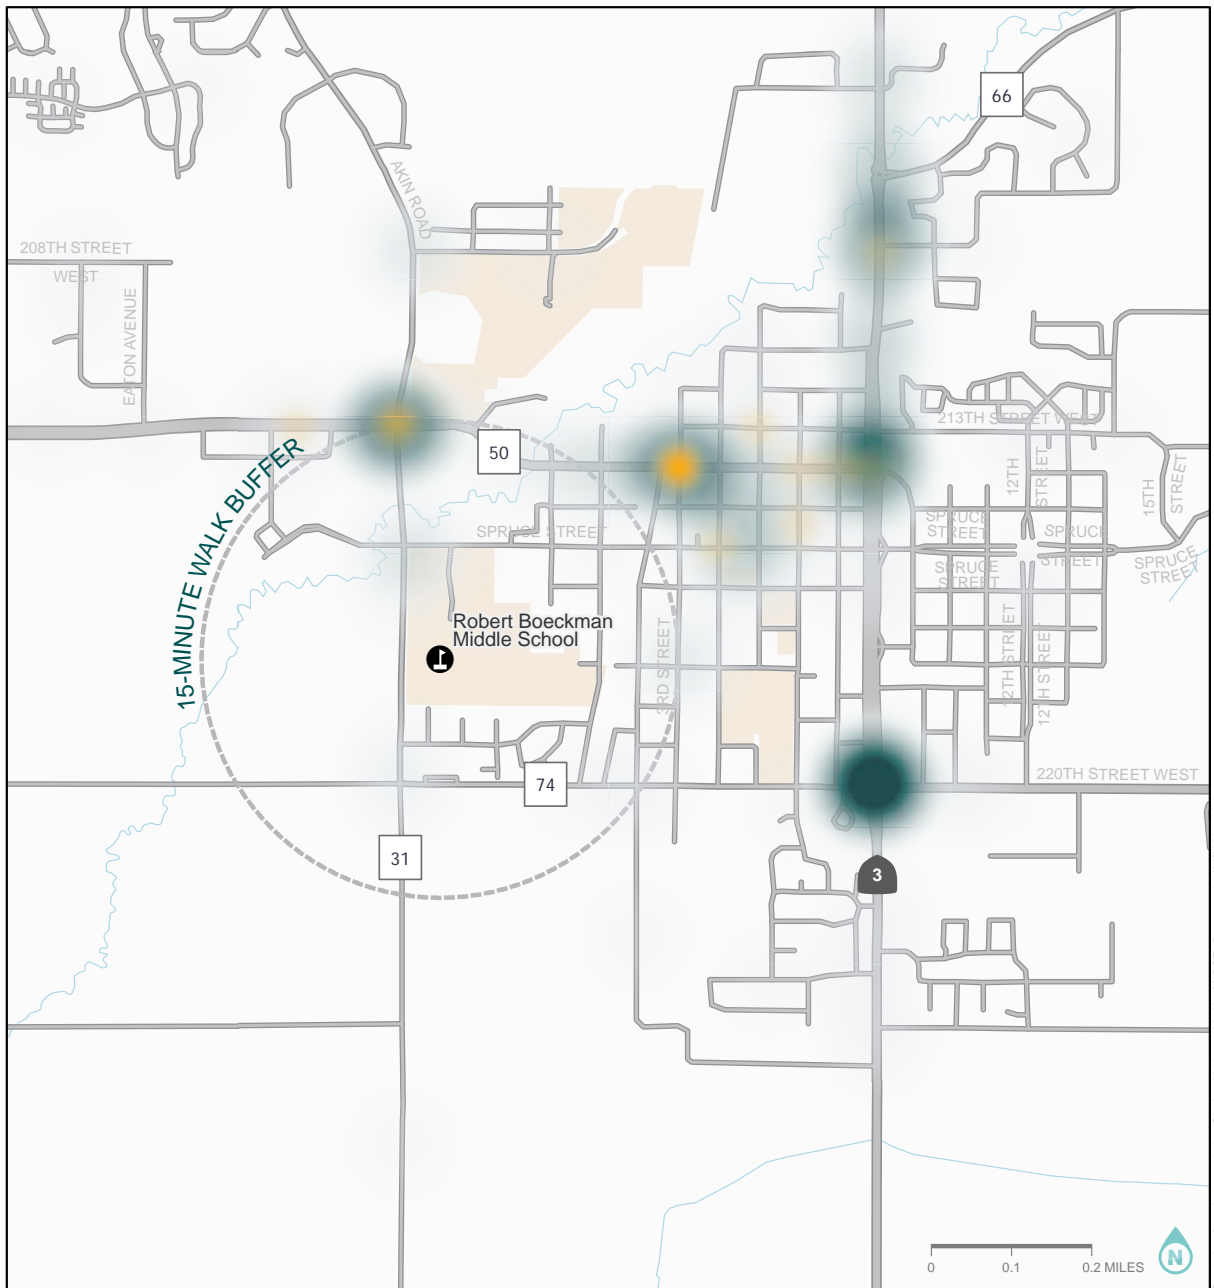 66
AKIN ROAD
208TH STREET
WEST
EATON AVENUE
213TH STREET WEST
50
15-MINUTE WALK BUFFER
12TH
STREET
15TH
STREET
SPRUCE STREET
SPRUCE
STREET
SPRUCE
STREET
SPRUCE
STREET
SPRUCE
STREET
Robert Boeckman
Middle School
3RD STREET
12TH STREET
12TH STREET
74
220TH STREET WEST
31
3
0
0.1
0.2 MILES
N